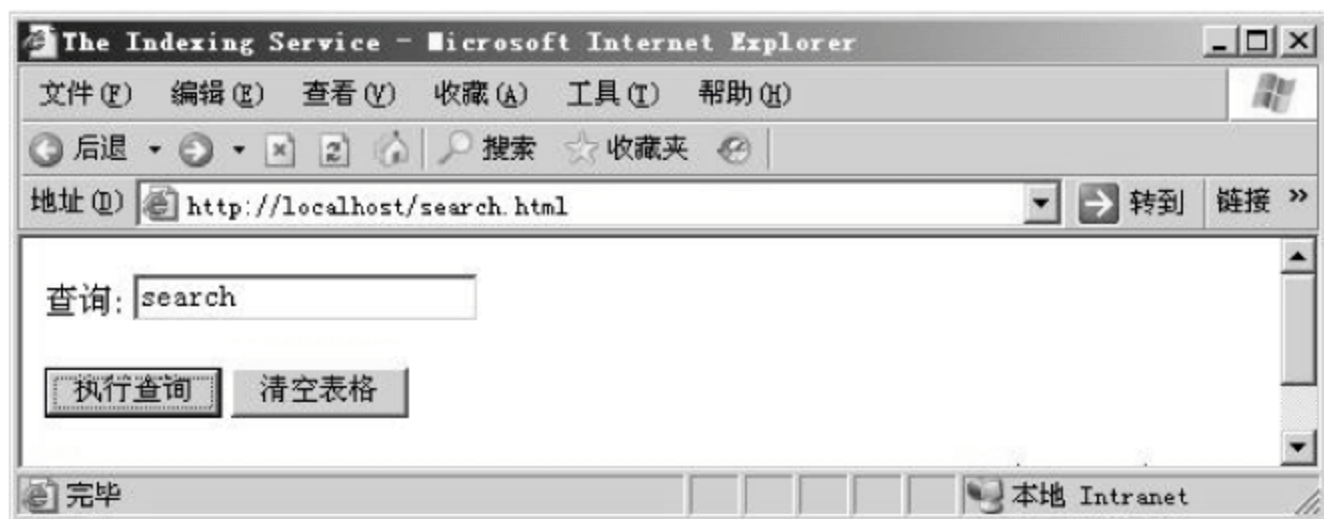 The Indexing Service - Microsoft Internet Explorer
文件(F) 编辑(E) 查看(V) 收藏(A) 工具(T) 帮助(H)
后退 搜索 收藏夹
地址(D) http://localhost/search.html 转到 链接 »
查询: search
执行查询 清空表格
完毕 本地 Intranet